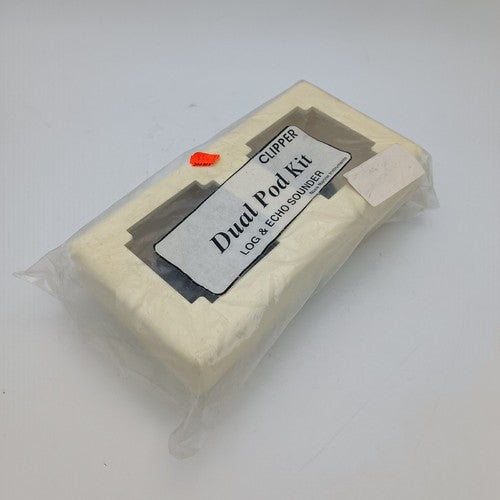 CLIPPER
Dual Pod Kit
LOG & ECHO SOUNDER